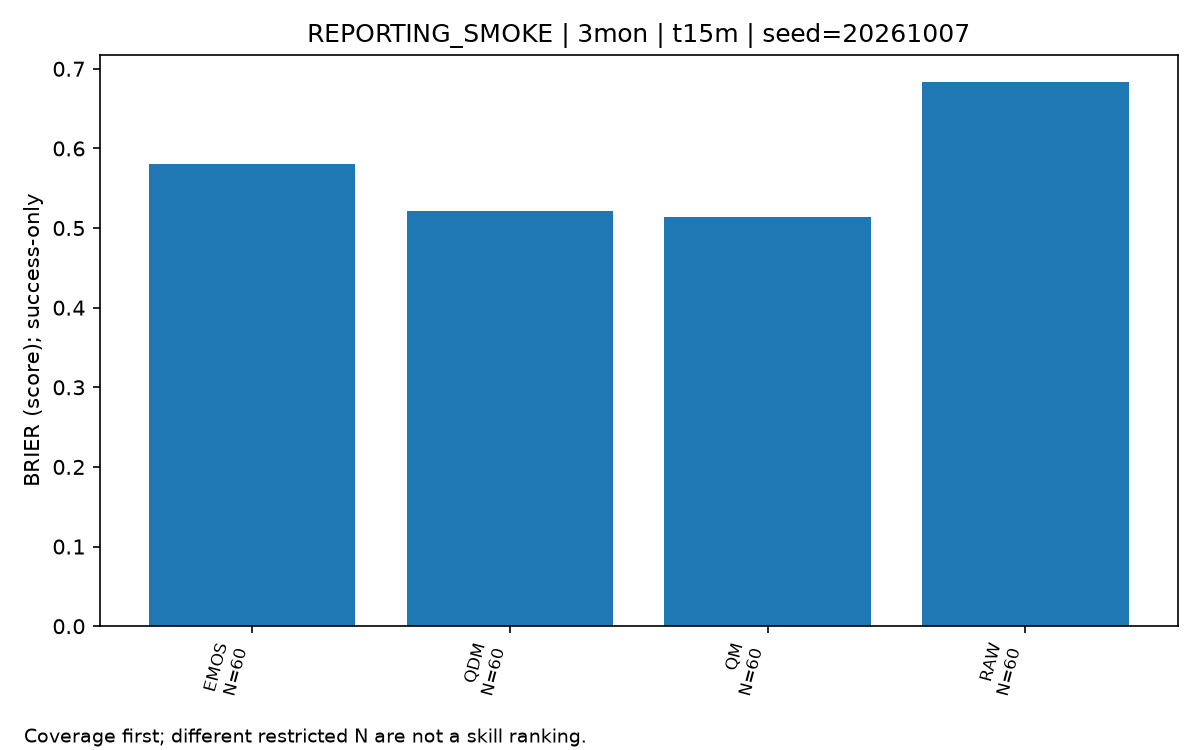 REPORTING_SMOKE | 3mon | t15m | seed=20261007
BRIER (score); success-only
0.7
0.6
0.5
0.4
0.3
0.2
0.1
0.0
EMOS
N=60
QDM
N=60
QM
N=60
RAW
N=60
Coverage first; different restricted N are not a skill ranking.